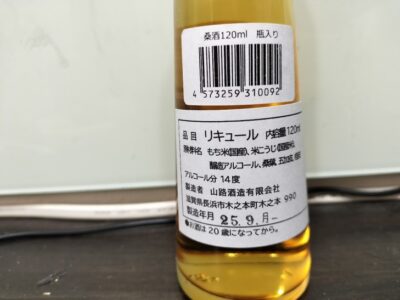 桑酒120ml 瓶入り
4 573259 310092
品目 リキュール 内容量120ml
原材料名 もち米(国産)、米こうじ(国産米)、
醸造アルコール、桑葉、
アルコール分 14度
製造者 山路酒造有限会社
滋賀県長浜市木之本町木之本 990
製造年月 25.9.月
●お酒は20歳になってから。